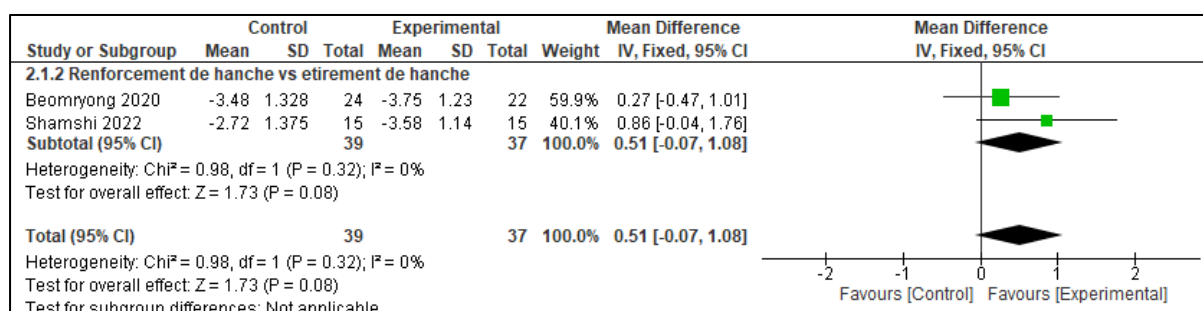 Control Experimental Mean Difference Mean Difference
Study or Subgroup Mean SD Total Mean SD Total Weight IV, Fixed, 95% CI IV, Fixed, 95% CI
2.1.2 Renforcement de hanche vs etirement de hanche
Beomryong 2020 -3.48 1.328 24 -3.75 1.23 22 59.9% 0.27 [-0.47, 1.01]
Shamshi 2022 -2.72 1.375 15 -3.58 1.14 15 40.1% 0.86 [-0.04, 1.76]
Subtotal (95% CI) 39 37 100.0% 0.51 [-0.07, 1.08]
Heterogeneity: Chi² = 0.98, df = 1 (P = 0.32); I² = 0%
Test for overall effect: Z = 1.73 (P = 0.08)
Total (95% CI) 39 37 100.0% 0.51 [-0.07, 1.08]
Heterogeneity: Chi² = 0.98, df = 1 (P = 0.32); I² = 0%
Test for overall effect: Z = 1.73 (P = 0.08)
Test for subgroup differences: Not applicable
-2 -1 0 1 2
Favours [Control] Favours [Experimental]